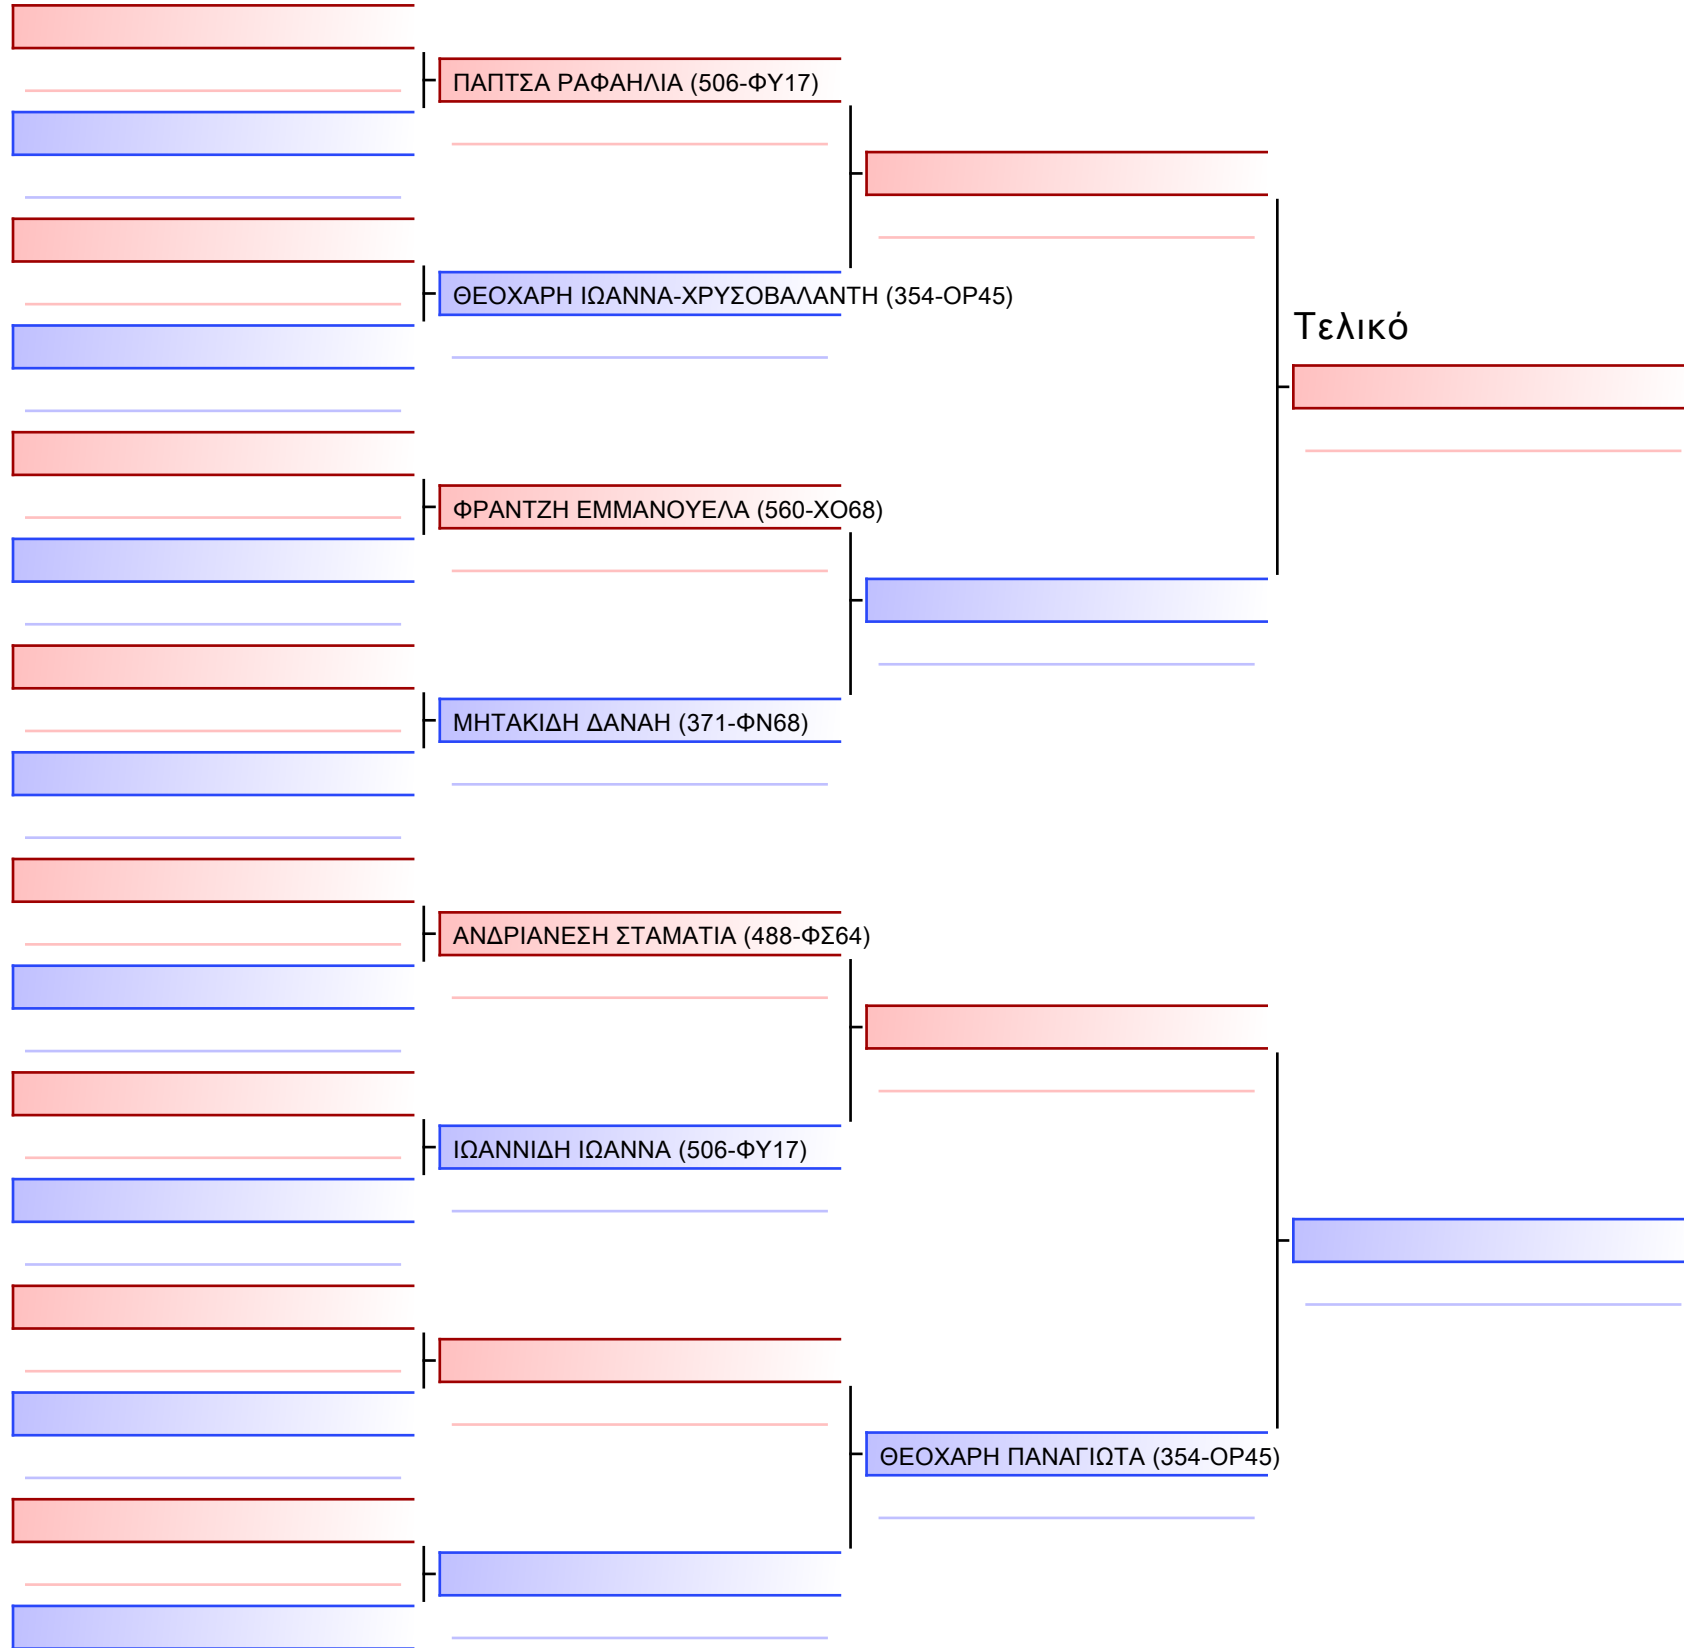 ΠΑΠΤΣΑ ΡΑΦΑΗΛΙΑ (506-ΦΥ17)
ΘΕΟΧΑΡΗ ΙΩΑΝΝΑ-ΧΡΥΣΟΒΑΛΑΝΤΗ (354-ΟΡ45)
Τελικό
ΦΡΑΝΤΖΗ ΕΜΜΑΝΟΥΕΛΑ (560-ΧΟ68)
ΜΗΤΑΚΙΔΗ ΔΑΝΑΗ (371-ΦΝ68)
ΑΝΔΡΙΑΝΕΣΗ ΣΤΑΜΑΤΙΑ (488-ΦΣ64)
ΙΩΑΝΝΙΔΗ ΙΩΑΝΝΑ (506-ΦΥ17)
ΘΕΟΧΑΡΗ ΠΑΝΑΓΙΩΤΑ (354-ΟΡ45)